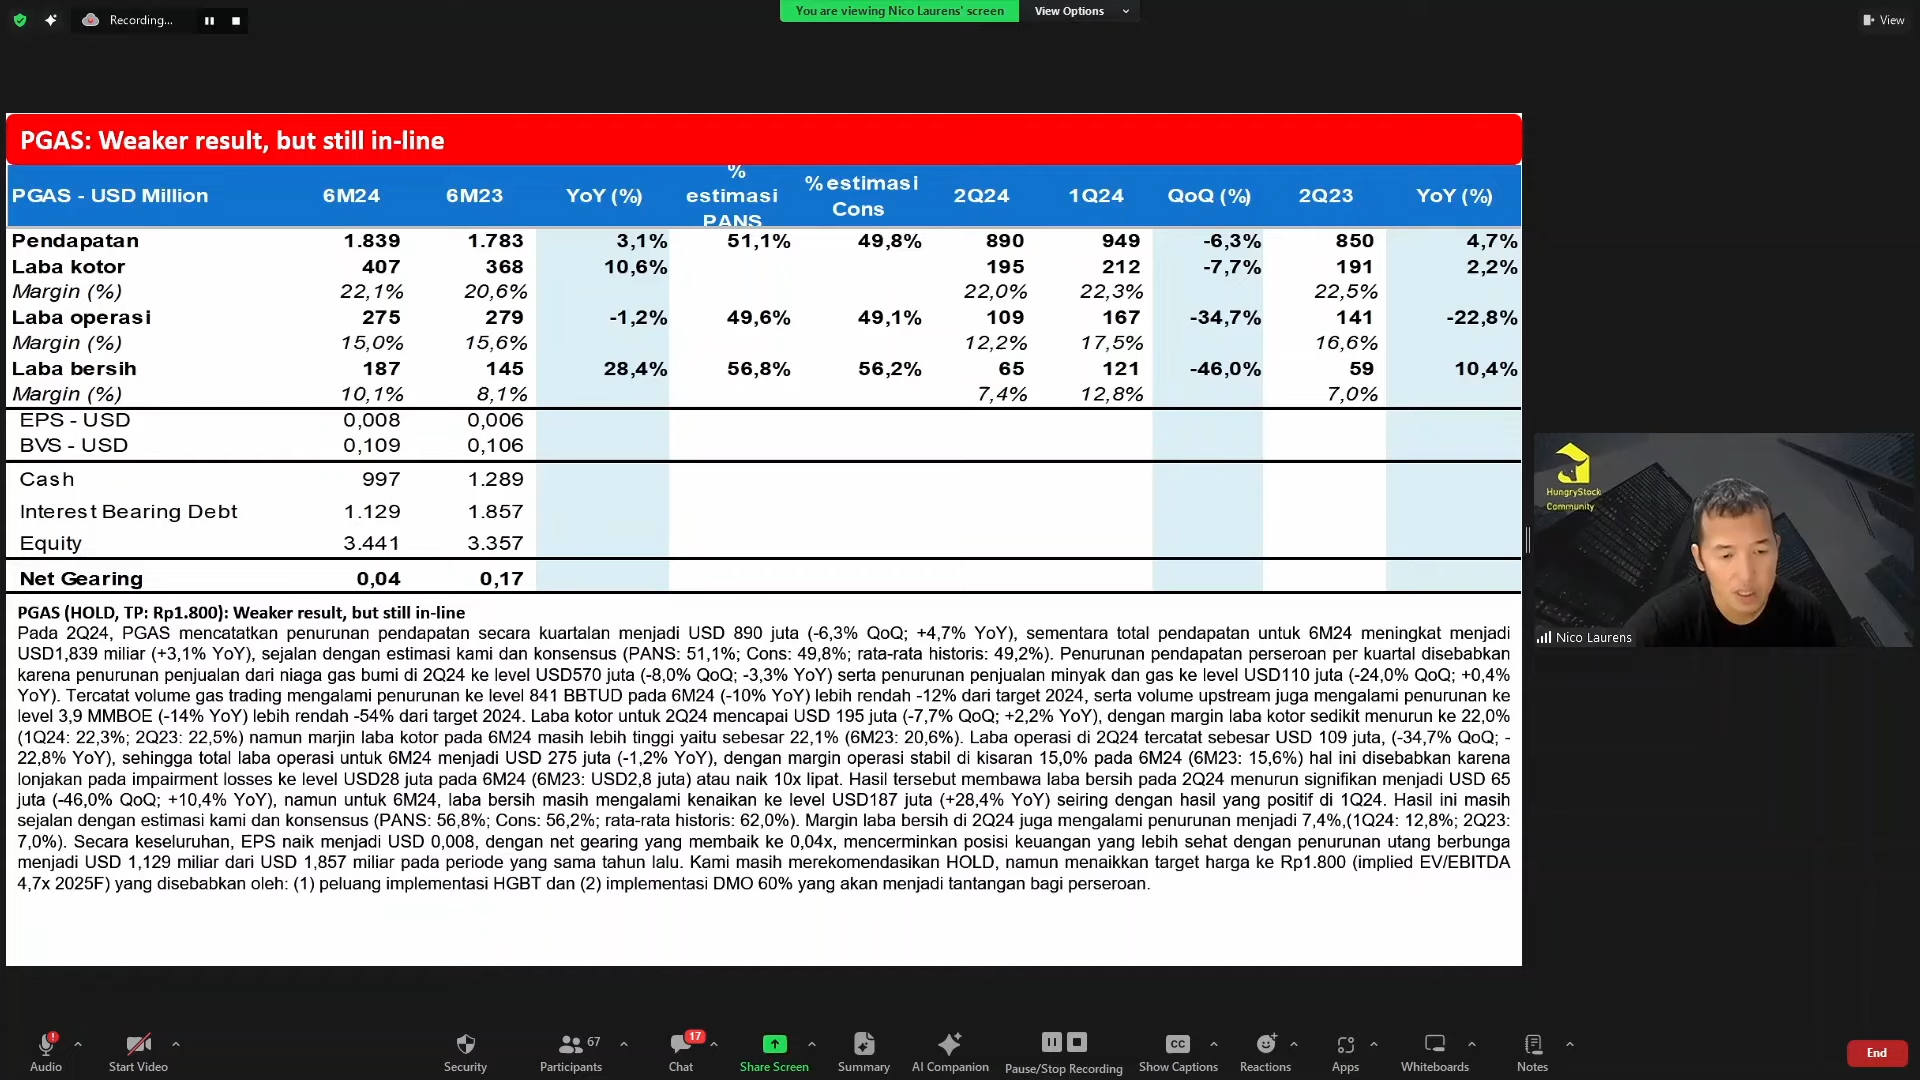 Recording...
You are viewing Nico Laurens' screen
View Options
View
PGAS: Weaker result, but still in-line
PGAS - USD Million 6M24 6M23 YoY (%) % estimasi PANS % estimasi Cons 2Q24 1Q24 QoQ (%) 2Q23 YoY (%)
Pendapatan 1.839 1.783 3,1% 51,1% 49,8% 890 949 -6,3% 850 4,7%
Laba kotor 407 368 10,6% 195 212 -7,7% 191 2,2%
Margin (%) 22,1% 20,6% 22,0% 22,3% 22,5%
Laba operasi 275 279 -1,2% 49,6% 49,1% 109 167 -34,7% 141 -22,8%
Margin (%) 15,0% 15,6% 12,2% 17,5% 16,6%
Laba bersih 187 145 28,4% 56,8% 56,2% 65 121 -46,0% 59 10,4%
Margin (%) 10,1% 8,1% 7,4% 12,8% 7,0%
EPS - USD 0,008 0,006
BVS - USD 0,109 0,106
Cash 997 1.289
Interest Bearing Debt 1.129 1.857
Equity 3.441 3.357
Net Gearing 0,04 0,17
PGAS (HOLD, TP: Rp1.800): Weaker result, but still in-line
Pada 2Q24, PGAS mencatatkan penurunan pendapatan secara kuartalan menjadi USD 890 juta (-6,3% QoQ; +4,7% YoY), sementara total pendapatan untuk 6M24 meningkat menjadi
USD1,839 miliar (+3,1% YoY), sejalan dengan estimasi kami dan konsensus (PANS: 51,1%; Cons: 49,8%; rata-rata historis: 49,2%). Penurunan pendapatan perseroan per kuartal disebabkan
karena penurunan penjualan dari niaga gas bumi di 2Q24 ke level USD570 juta (-8,0% QoQ; -3,3% YoY) serta penurunan penjualan minyak dan gas ke level USD110 juta (-24,0% QoQ; +0,4%
YoY). Tercatat volume gas trading mengalami penurunan ke level 841 BBTUD pada 6M24 (-10% YoY) lebih rendah -12% dari target 2024, serta volume upstream juga mengalami penurunan ke
level 3,9 MMBOE (-14% YoY) lebih rendah -54% dari target 2024. Laba kotor untuk 2Q24 mencapai USD 195 juta (-7,7% QoQ; +2,2% YoY), dengan margin laba kotor sedikit menurun ke 22,0%
(1Q24: 22,3%; 2Q23: 22,5%) namun marjin laba kotor pada 6M24 masih lebih tinggi yaitu sebesar 22,1% (6M23: 20,6%). Laba operasi di 2Q24 tercatat sebesar USD 109 juta, (-34,7% QoQ; -
22,8% YoY), sehingga total laba operasi untuk 6M24 menjadi USD 275 juta (-1,2% YoY), dengan margin operasi stabil di kisaran 15,0% pada 6M24 (6M23: 15,6%) hal ini disebabkan karena
lonjakan pada impairment losses ke level USD28 juta pada 6M24 (6M23: USD2,8 juta) atau naik 10x lipat. Hasil tersebut membawa laba bersih pada 2Q24 menurun signifikan menjadi USD 65
juta (-46,0% QoQ; +10,4% YoY), namun untuk 6M24, laba bersih masih mengalami kenaikan ke level USD187 juta (+28,4% YoY) seiring dengan hasil yang positif di 1Q24. Hasil ini masih
sejalan dengan estimasi kami dan konsensus (PANS: 56,8%; Cons: 56,2%; rata-rata historis: 62,0%). Margin laba bersih di 2Q24 juga mengalami penurunan menjadi 7,4%,(1Q24: 12,8%; 2Q23:
7,0%). Secara keseluruhan, EPS naik menjadi USD 0,008, dengan net gearing yang membaik ke 0,04x, mencerminkan posisi keuangan yang lebih sehat dengan penurunan utang berbunga
menjadi USD 1,129 miliar dari USD 1,857 miliar pada periode yang sama tahun lalu. Kami masih merekomendasikan HOLD, namun menaikkan target harga ke Rp1.800 (implied EV/EBITDA
4,7x 2025F) yang disebabkan oleh: (1) peluang implementasi HGBT dan (2) implementasi DMO 60% yang akan menjadi tantangan bagi perseroan.
HungryStock
Community
Nico Laurens
Audio
Start Video
Security
67
Participants
17
Chat
Share Screen
Summary
AI Companion
Pause/Stop Recording
CC
Show Captions
Reactions
Apps
Whiteboards
Notes
End